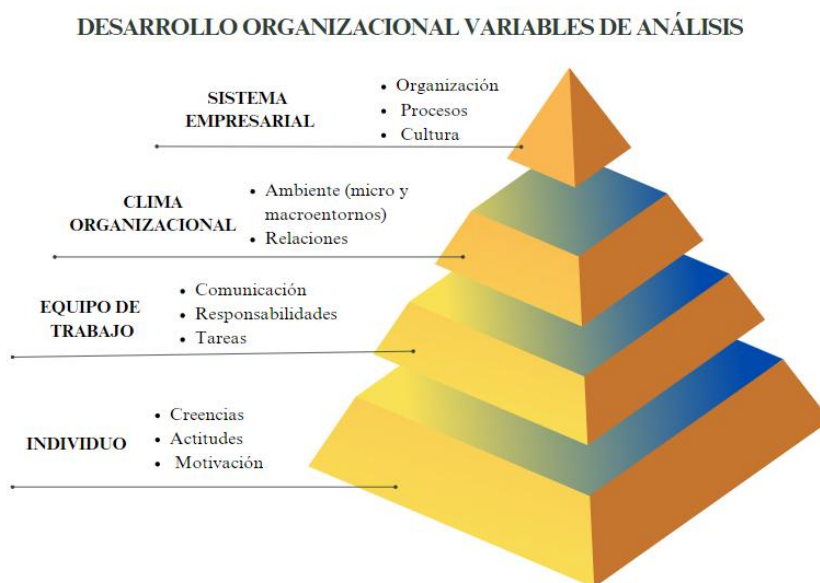 DESARROLLO ORGANIZACIONAL VARIABLES DE ANÁLISIS
SISTEMA
EMPRESARIAL
• Organización
• Procesos
• Cultura
CLIMA
ORGANIZACIONAL
• Ambiente (micro y
macroentornos)
• Relaciones
EQUIPO DE
TRABAJO
• Comunicación
• Responsabilidades
• Tareas
INDIVIDUO
• Creencias
• Actitudes
• Motivación